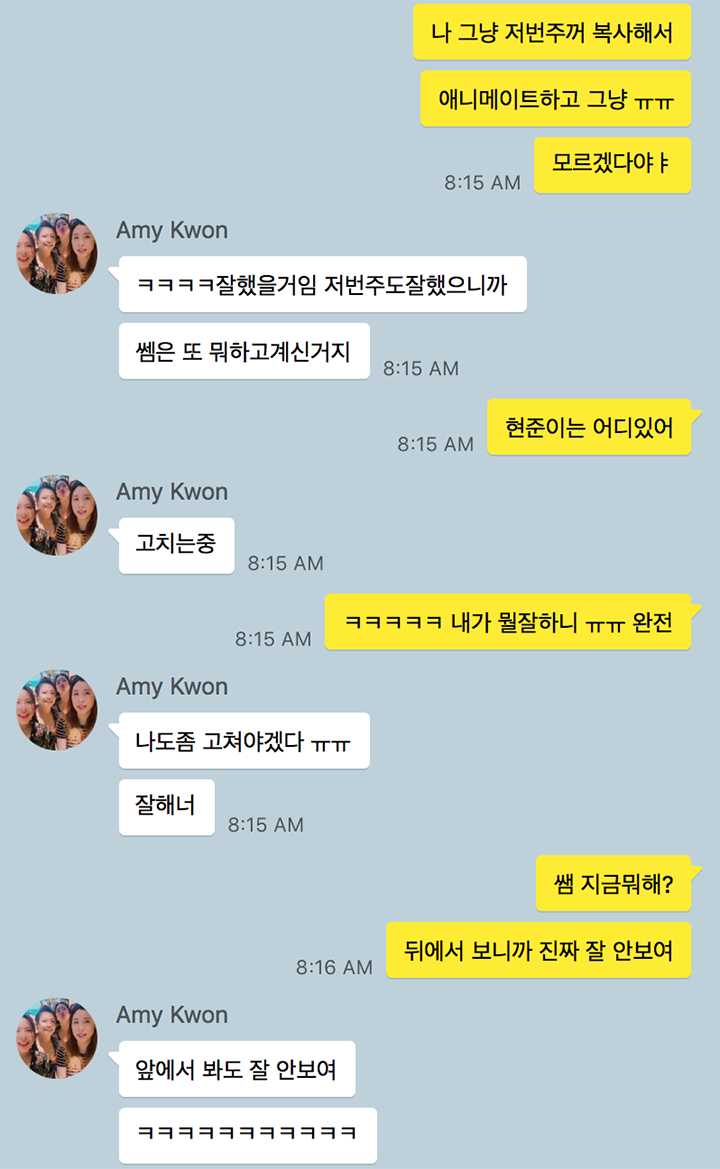 나 그냥 저번주꺼 복사해서
애니메이트하고 그냥 ㅠㅠ
모르겠다야ㅑ
8:15 AM
Amy Kwon
ㅋㅋㅋㅋ잘했을거임 저번주도잘했으니까
쎔은 또 뭐하고계신거지
8:15 AM
현준이는 어디있어
8:15 AM
Amy Kwon
고치는중
8:15 AM
ㅋㅋㅋㅋㅋ 내가 뭘잘하니 ㅠㅠ 완전
8:15 AM
Amy Kwon
나도좀 고쳐야겠다 ㅠㅠ
잘해너
8:15 AM
쌤 지금뭐해?
뒤에서 보니까 진짜 잘 안보여
8:16 AM
Amy Kwon
앞에서 봐도 잘 안보여
ㅋㅋㅋㅋㅋㅋㅋㅋㅋㅋㅋ